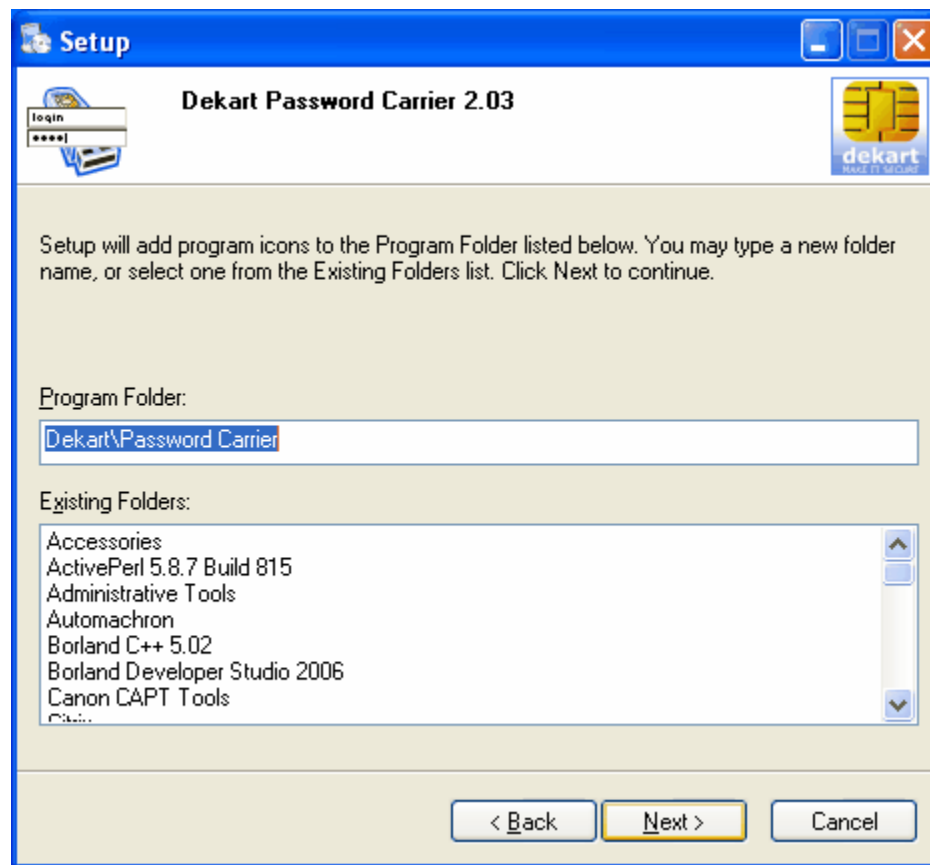 Setup
Dekart Password Carrier 2.03
login
dekart
MAKE IT SECURE
Setup will add program icons to the Program Folder listed below. You may type a new folder
name, or select one from the Existing Folders list. Click Next to continue.
Program Folder:
Dekart\Password Carrier
Existing Folders:
Accessories
ActivePerl 5.8.7 Build 815
Administrative Tools
Automachron
Borland C++ 5.02
Borland Developer Studio 2006
Canon CAPT Tools
< Back
Next >
Cancel